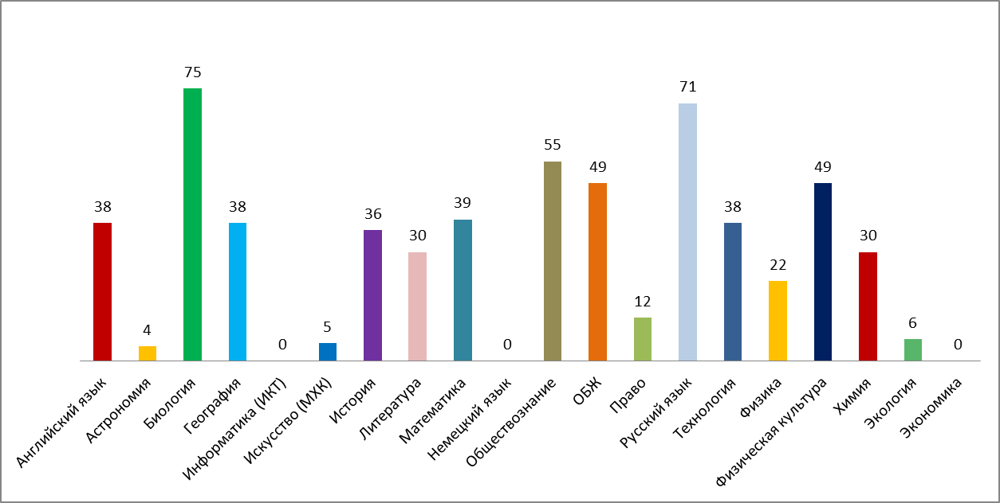 75
71
55
49
49
38
38
36
39
38
30
30
22
12
4
5
6
0
0
0
Английский язык
Астрономия
Биология
География
Информатика (ИКТ)
Искусство (МХК)
История
Литература
Математика
Немецкий язык
Обществознание
ОБЖ
Право
Русский язык
Технология
Физика
Физическая культура
Химия
Экология
Экономика